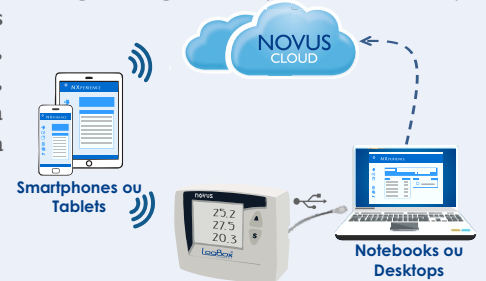 NOVUS
CLOUD
NXPERIENCE
NXPERIENCE
NXPERIENCE
Smartphones ou
Tablets
novus
25.2
27.5
20.3
LogBox
S
Notebooks ou
Desktops